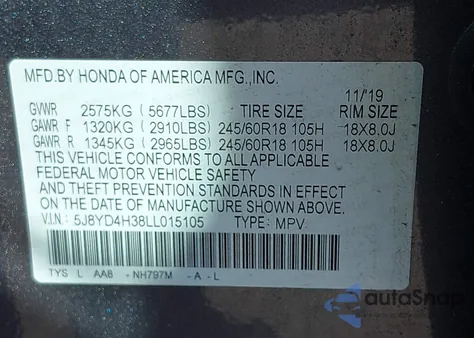 MFD.BY HONDA OF AMERICA MFG.,INC.
11/'19
GVWR 2575KG (5677LBS) TIRE SIZE RIM SIZE
GAWR F 1320KG (2910LBS) 245/60R18 105H 18X8.0J
GAWR R 1345KG (2965LBS) 245/60R18 105H 18X8.0J
THIS VEHICLE CONFORMS TO ALL APPLICABLE
FEDERAL MOTOR VEHICLE SAFETY STANDARDS IN EFFECT
ON THE DATE OF MANUFACTURE SHOWN ABOVE.
V.I.N.: 5J8YD4H38LL015105 TYPE: MPV
TYS L AA8 -NH797M -A-L
autoSnap